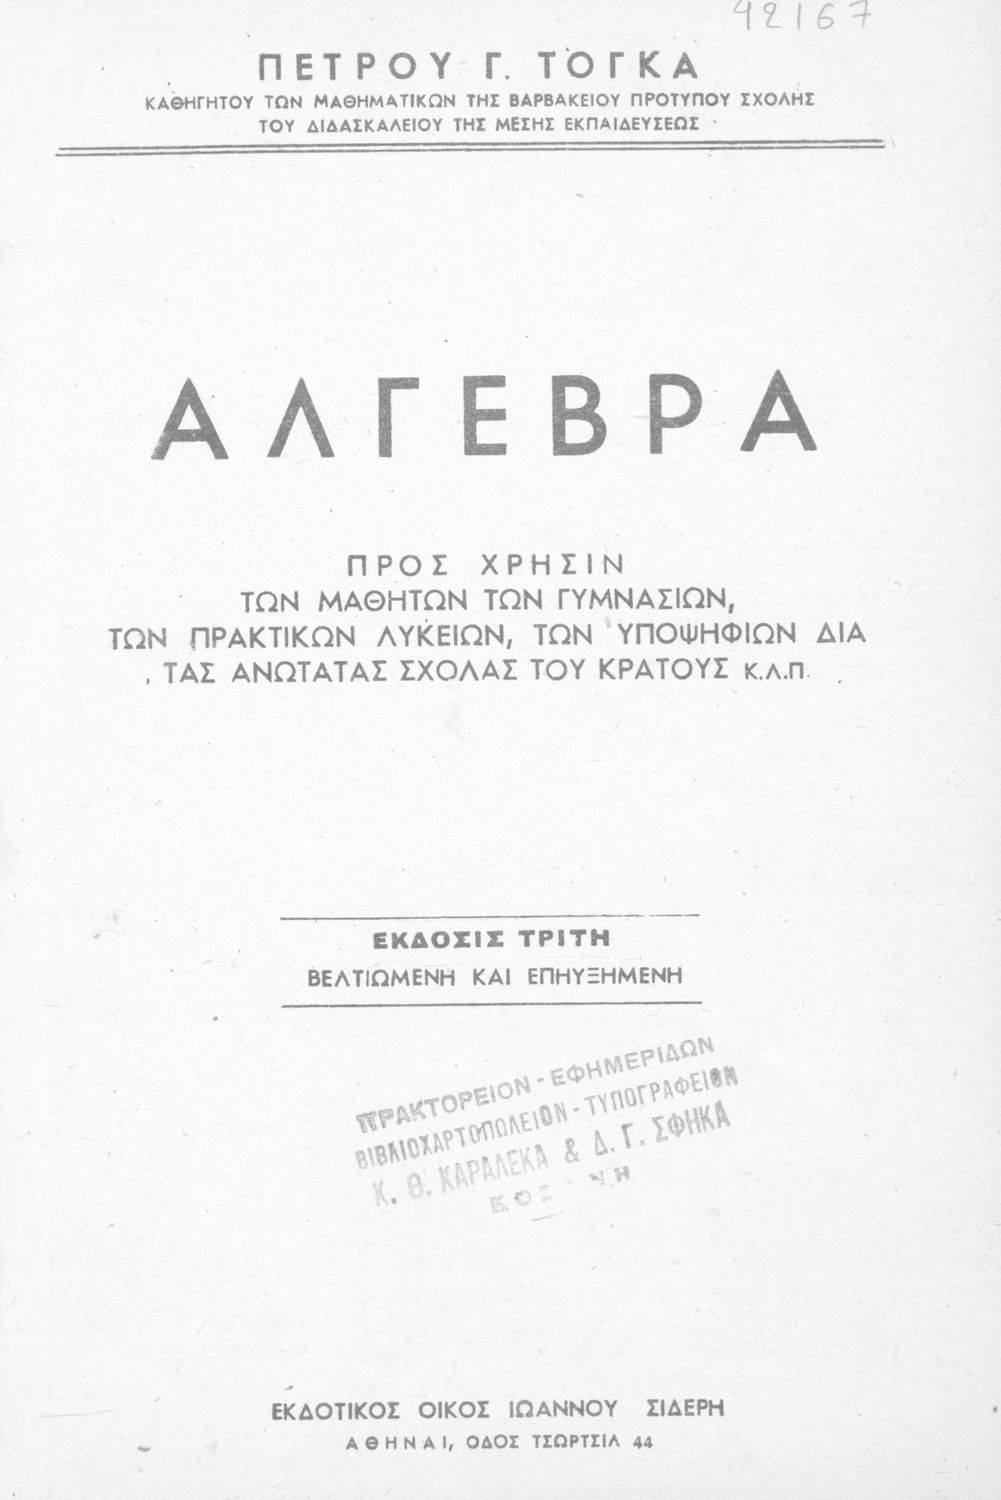 42167
ΠΕΤΡΟΥ Γ. ΤΟΓΚΑ
ΚΑΘΗΓΗΤΟΥ ΤΩΝ ΜΑΘΗΜΑΤΙΚΩΝ ΤΗΣ ΒΑΡΒΑΚΕΙΟΥ ΠΡΟΤΥΠΟΥ ΣΧΟΛΗΣ
ΤΟΥ ΔΙΔΑΣΚΑΛΕΙΟΥ ΤΗΣ ΜΕΣΗΣ ΕΚΠΑΙΔΕΥΣΕΩΣ
ΑΛΓΕΒΡΑ
ΠΡΟΣ ΧΡΗΣΙΝ
ΤΩΝ ΜΑΘΗΤΩΝ ΤΩΝ ΓΥΜΝΑΣΙΩΝ,
ΤΩΝ ΠΡΑΚΤΙΚΩΝ ΛΥΚΕΙΩΝ, ΤΩΝ ΥΠΟΨΗΦΙΩΝ ΔΙΑ
ΤΑΣ ΑΝΩΤΑΤΑΣ ΣΧΟΛΑΣ ΤΟΥ ΚΡΑΤΟΥΣ Κ.Λ.Π.
ΕΚΔΟΣΙΣ ΤΡΙΤΗ
ΒΕΛΤΙΩΜΕΝΗ ΚΑΙ ΕΠΗΥΞΗΜΕΝΗ
ΠΡΑΚΤΟΡΕΙΟΝ - ΕΦΗΜΕΡΙΔΩΝ
ΒΙΒΛΙΟΧΑΡΤΟΠΩΛΕΙΟΝ - ΤΥΠΟΓΡΑΦΕΙΟΝ
Κ. Θ. ΚΑΡΑΛΕΚΑ & Δ. Γ. ΣΦΗΚΑ
ΕΚΔΟΤΙΚΟΣ ΟΙΚΟΣ ΙΩΑΝΝΟΥ ΣΙΔΕΡΗ
ΑΘΗΝΑΙ, ΟΔΟΣ ΤΣΩΡΤΣΙΛ 44